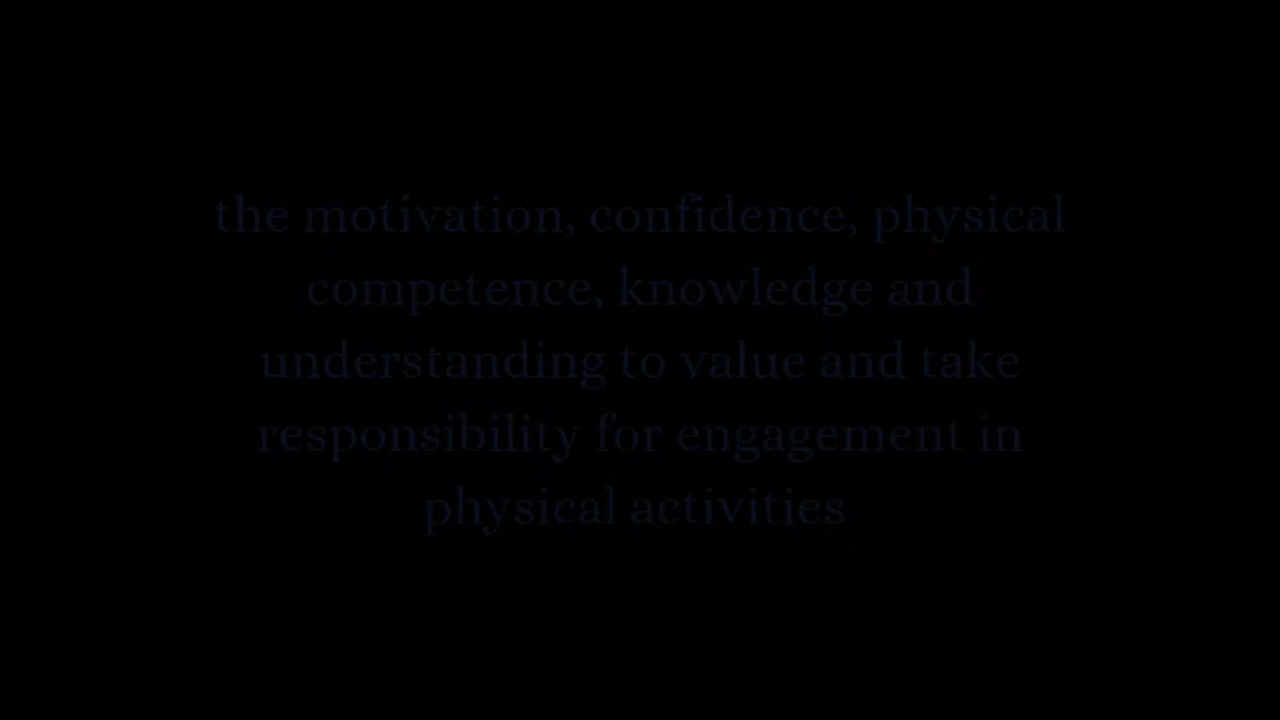 the motivation, confidence, physical
competence, knowledge and
understanding to value and take
responsibility for engagement in
physical activities